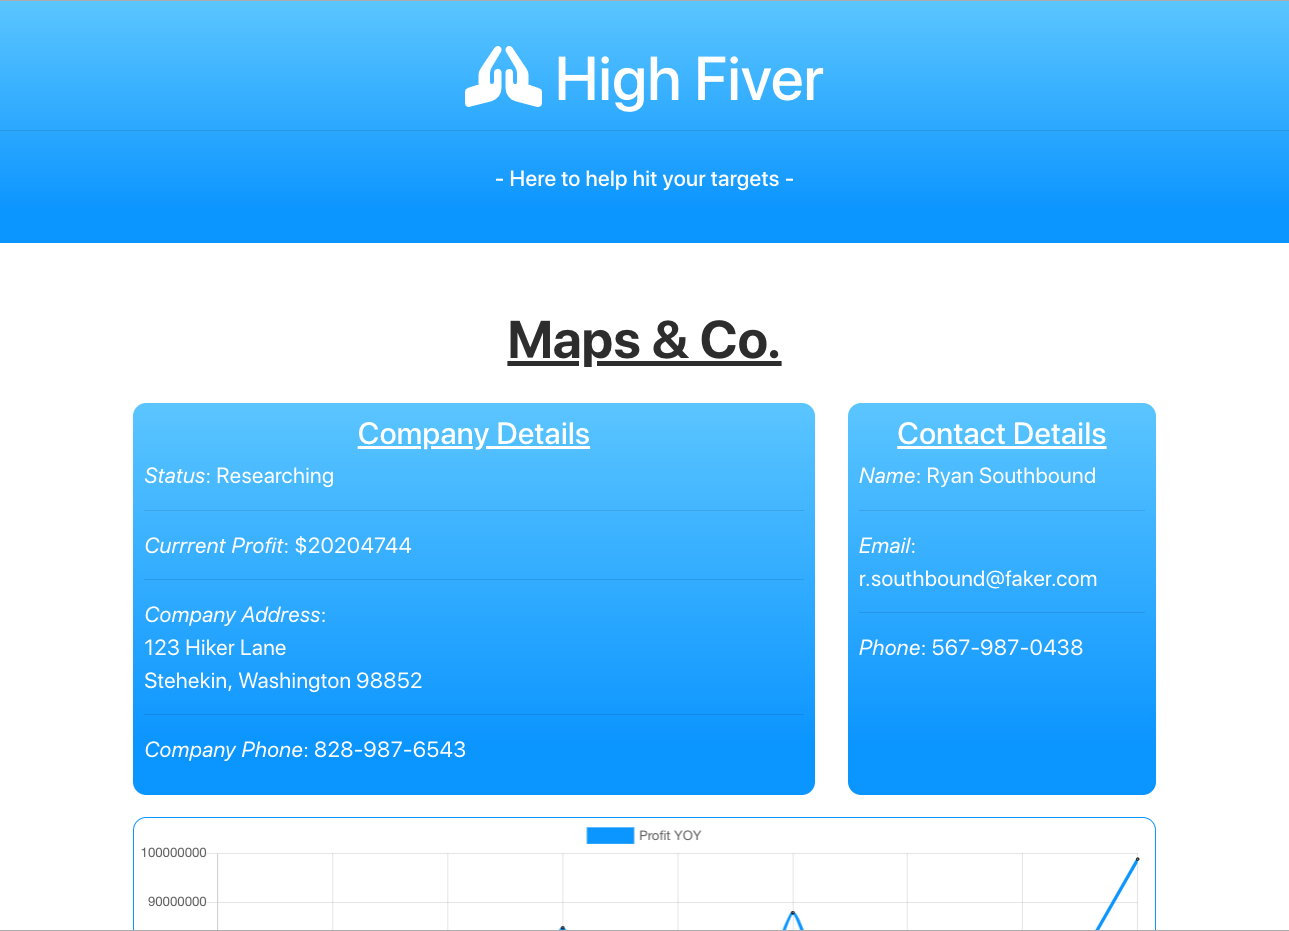 High Fiver
- Here to help hit your targets -
Maps & Co.
Company Details
Status: Researching
Currrent Profit: $20204744
Company Address:
123 Hiker Lane
Stehekin, Washington 98852
Company Phone: 828-987-6543
Contact Details
Name: Ryan Southbound
Email:
r.southbound@faker.com
Phone: 567-987-0438
Profit YOY
100000000
90000000